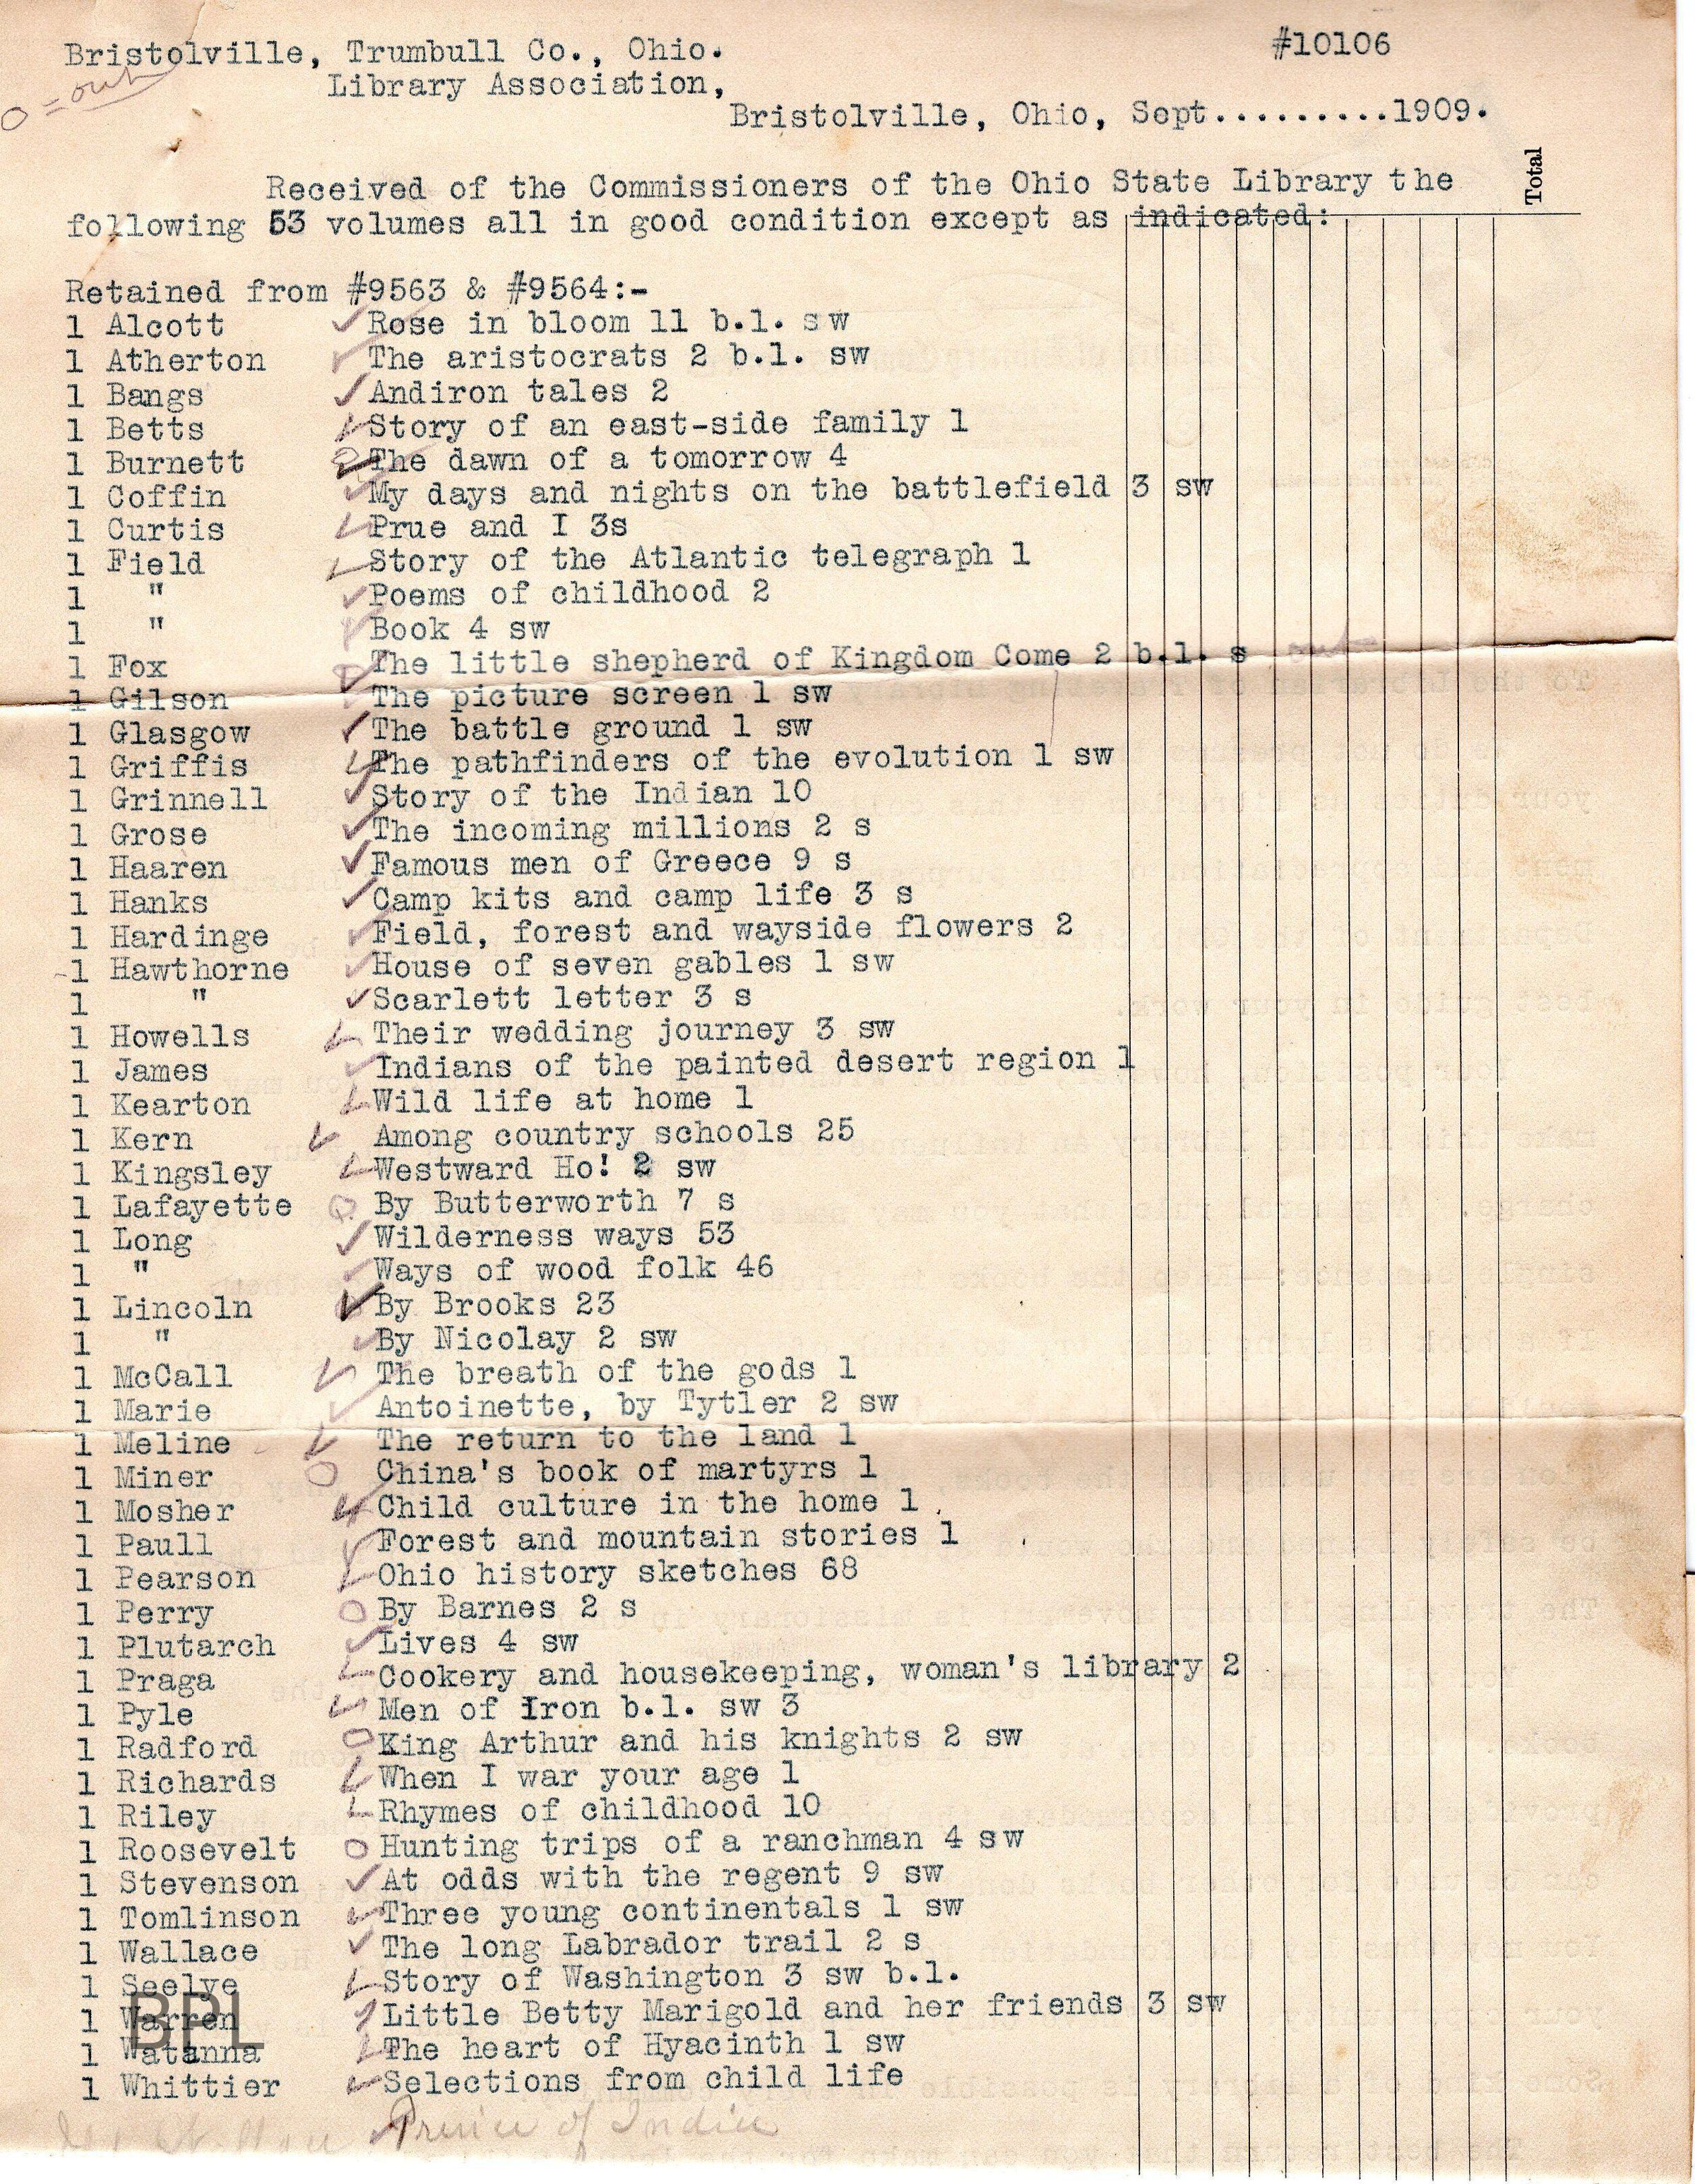 Bristolville, Trumbull Co., Ohio. #10106
O = out
Library Association,
Bristolville, Ohio, Sept.........1909.
Total
Received of the Commissioners of the Ohio State Library the
following 53 volumes all in good condition except as indicated:
Retained from #9563 & #9564:-
1 Alcott ✓ Rose in bloom 11 b.l. sw
1 Atherton ✓ The aristocrats 2 b.l. sw
1 Bangs ✓ Andiron tales 2
1 Betts ✓ Story of an east-side family 1
1 Burnett ✓ The dawn of a tomorrow 4
1 Coffin ✓ My days and nights on the battlefield 3 sw
1 Curtis ✓ Prue and I 3s
1 Field ✓ Story of the Atlantic telegraph 1
1 " ✓ Poems of childhood 2
1 " ✓ Book 4 sw
1 Fox The little shepherd of Kingdom Come 2 b.l. s
1 Gilson ✓ The picture screen 1 sw
1 Glasgow ✓ The battle ground 1 sw
1 Griffis ✓ The pathfinders of the evolution 1 sw
1 Grinnell ✓ Story of the Indian 10
1 Grose ✓ The incoming millions 2 s
1 Haaren ✓ Famous men of Greece 9 s
1 Hanks ✓ Camp kits and camp life 3 s
1 Hardinge ✓ Field, forest and wayside flowers 2
-1 Hawthorne ✓ House of seven gables 1 sw
1 " ✓ Scarlett letter 3 s
1 Howells ✓ Their wedding journey 3 sw
1 James ✓ Indians of the painted desert region 1
1 Kearton ✓ Wild life at home 1
1 Kern ✓ Among country schools 25
1 Kingsley ✓ Westward Ho! 2 sw
1 Lafayette O By Butterworth 7 s
1 Long ✓ Wilderness ways 53
1 " ✓ Ways of wood folk 46
1 Lincoln ✓ By Brooks 23
1 " ✓ By Nicolay 2 sw
1 McCall ✓ The breath of the gods 1
1 Marie ✓ Antoinette, by Tytler 2 sw
1 Meline ✓ The return to the land 1
1 Miner O China's book of martyrs 1
1 Mosher ✓ Child culture in the home 1
1 Paull ✓ Forest and mountain stories 1
1 Pearson ✓ Ohio history sketches 68
1 Perry O By Barnes 2 s
1 Plutarch ✓ Lives 4 sw
1 Praga ✓ Cookery and housekeeping, woman's library 2
1 Pyle ✓ Men of Iron b.l. sw 3
1 Radford O King Arthur and his knights 2 sw
1 Richards ✓ When I war your age 1
1 Riley ✓ Rhymes of childhood 10
1 Roosevelt O Hunting trips of a ranchman 4 sw
1 Stevenson ✓ At odds with the regent 9 sw
1 Tomlinson ✓ Three young continentals 1 sw
1 Wallace ✓ The long Labrador trail 2 s
1 Seelye ✓ Story of Washington 3 sw b.l.
1 Warren ✓ Little Betty Marigold and her friends 3 sw
1 Watanna ✓ The heart of Hyacinth 1 sw
1 Whittier ✓ Selections from child life
BPL
Prince of India